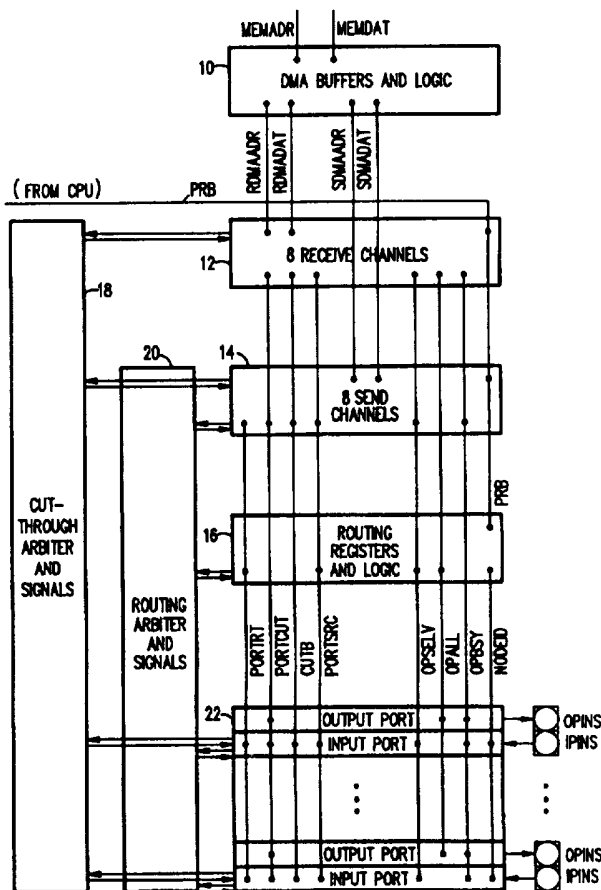 MEMADR
MEMDAT
10
DMA BUFFERS AND LOGIC
RDMAADR
RDMADAT
SDMAADR
SDMADAT
(FROM CPU)
PRB
8 RECEIVE CHANNELS
12
18
20
14
8 SEND
CHANNELS
PRB
16
ROUTING
REGISTERS
AND LOGIC
CUT-
THROUGH
ARBITER
AND
SIGNALS
ROUTING
ARBITER
AND
SIGNALS
PORTRT
PORTCUT
CUTB
PORTSRC
OPSELV
OPALL
OPBSY
NODEID
22
OUTPUT PORT
OPINS
INPUT PORT
IPINS
OUTPUT PORT
OPINS
INPUT PORT
IPINS